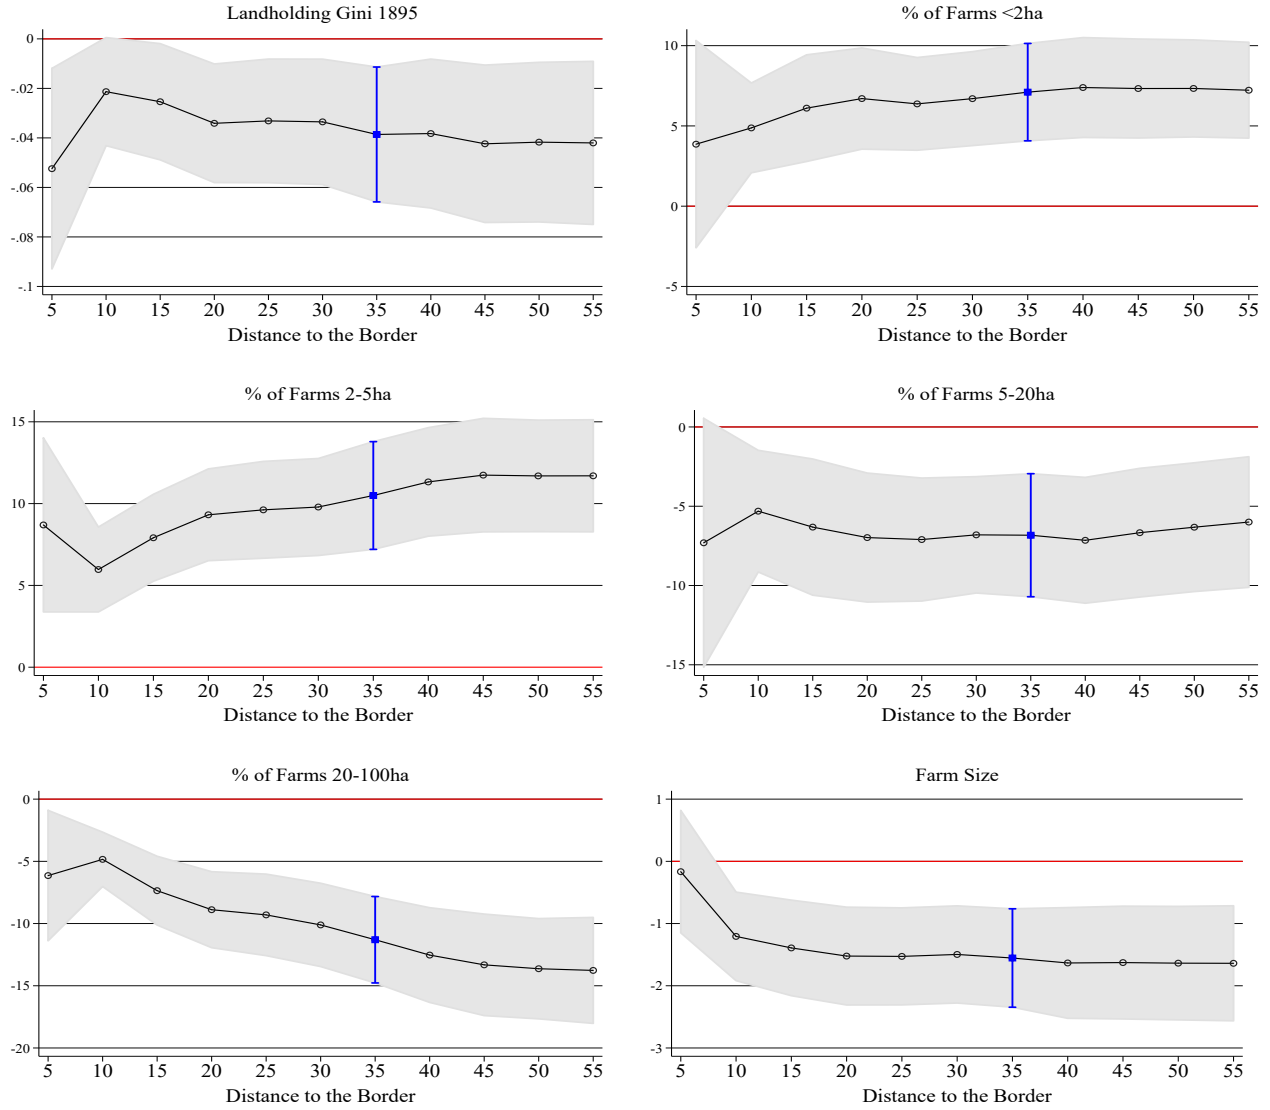 Landholding Gini 1895
0
-.02
-.04
-.06
-.08
-.1
5 10 15 20 25 30 35 40 45 50 55
Distance to the Border
% of Farms <2ha
10
5
0
-5
5 10 15 20 25 30 35 40 45 50 55
Distance to the Border
% of Farms 2-5ha
15
10
5
0
5 10 15 20 25 30 35 40 45 50 55
Distance to the Border
% of Farms 5-20ha
0
-5
-10
-15
5 10 15 20 25 30 35 40 45 50 55
Distance to the Border
% of Farms 20-100ha
0
-5
-10
-15
-20
5 10 15 20 25 30 35 40 45 50 55
Distance to the Border
Farm Size
1
0
-1
-2
-3
5 10 15 20 25 30 35 40 45 50 55
Distance to the Border